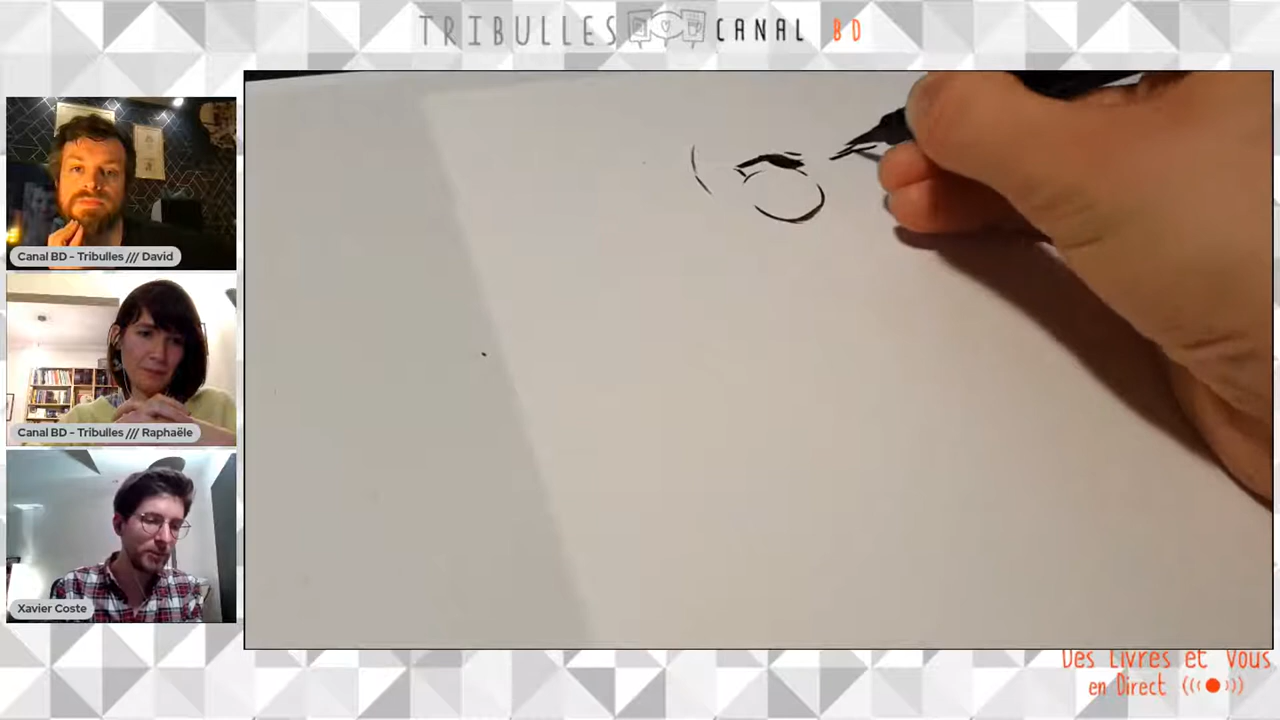 TRIBULLES CANAL BD
Canal BD - Tribulles /// David
Canal BD - Tribulles /// Raphaële
Xavier Coste
Des Livres et Vous
en Direct